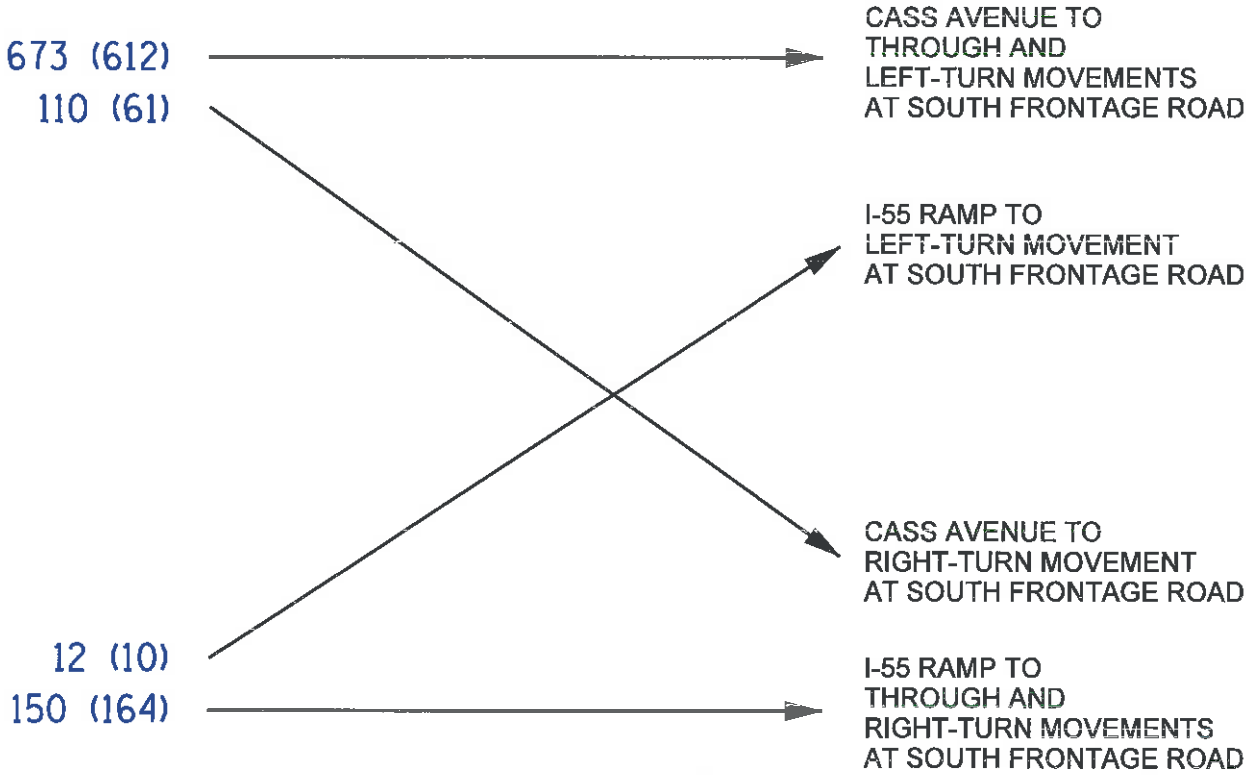 673 (612)
110 (61)
CASS AVENUE TO
THROUGH AND
LEFT-TURN MOVEMENTS
AT SOUTH FRONTAGE ROAD
I-55 RAMP TO
LEFT-TURN MOVEMENT
AT SOUTH FRONTAGE ROAD
CASS AVENUE TO
RIGHT-TURN MOVEMENT
AT SOUTH FRONTAGE ROAD
12 (10)
150 (164)
I-55 RAMP TO
THROUGH AND
RIGHT-TURN MOVEMENTS
AT SOUTH FRONTAGE ROAD